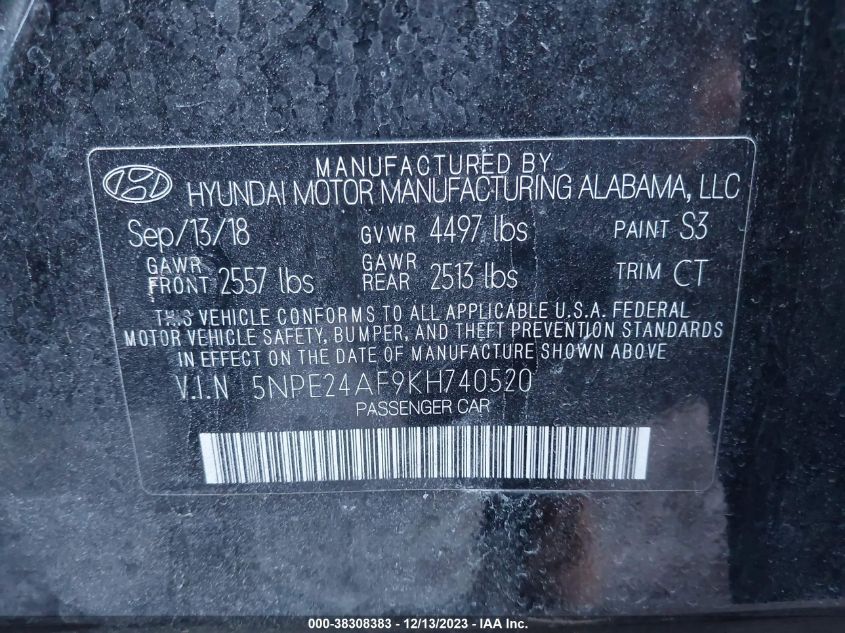 MANUFACTURED BY
HYUNDAI MOTOR MANUFACTURING ALABAMA, LLC
Sep/13/18 GVWR 4497 lbs PAINT S3
GAWR FRONT 2557 lbs GAWR REAR 2513 lbs TRIM CT
THIS VEHICLE CONFORMS TO ALL APPLICABLE U.S.A. FEDERAL
MOTOR VEHICLE SAFETY, BUMPER, AND THEFT PREVENTION STANDARDS
IN EFFECT ON THE DATE OF MANUFACTURE SHOWN ABOVE
V.I.N 5NPE24AF9KH740520
PASSENGER CAR
000-38308383 - 12/13/2023 - IAA Inc.